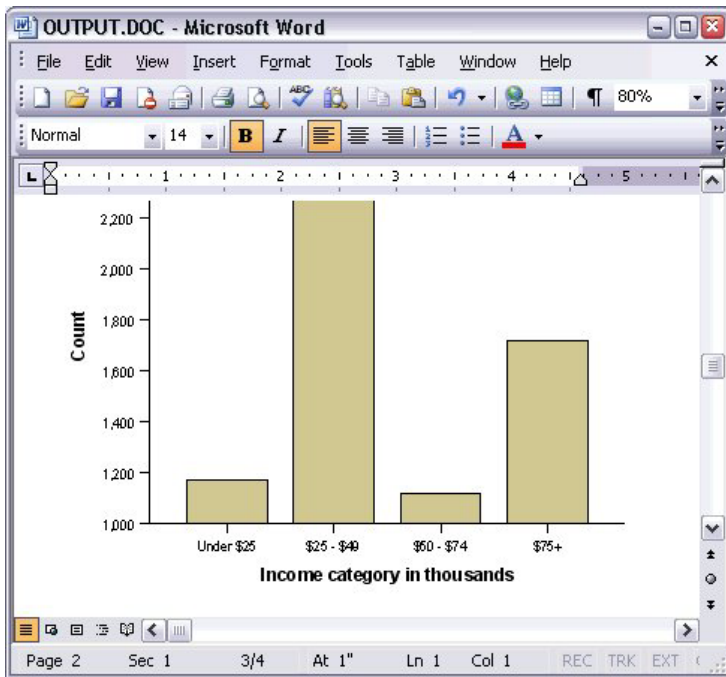 OUTPUT.DOC - Microsoft Word
File Edit View Insert Format Tools Table Window Help
ABC ¶ 80%
Normal 14 B I A
L 1 2 3 4 5
2,200
2,000
1,800
1,600
1,400
1,200
1,000
Count
Under $25 $25 - $49 $50 - $74 $75+
Income category in thousands
Page 2 Sec 1 3/4 At 1" Ln 1 Col 1 REC TRK EXT